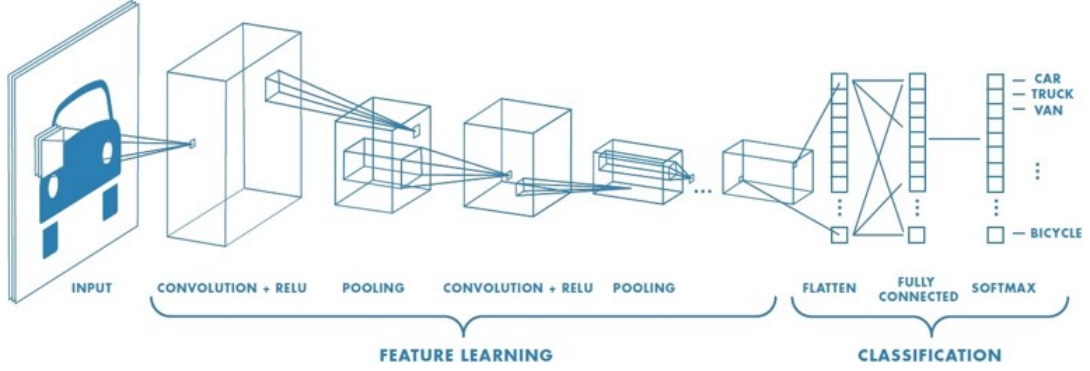 CAR
TRUCK
VAN
BICYCLE
INPUT
CONVOLUTION + RELU
POOLING
CONVOLUTION + RELU
POOLING
FLATTEN
FULLY
CONNECTED
SOFTMAX
FEATURE LEARNING
CLASSIFICATION